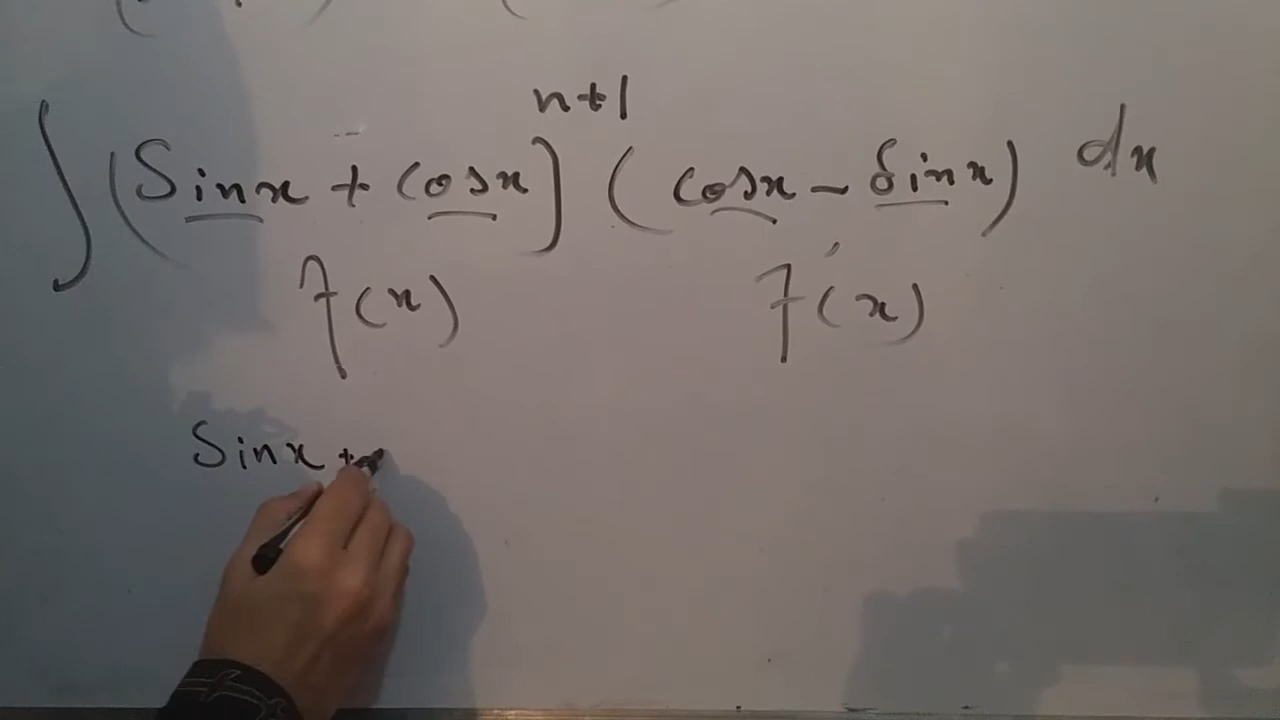 ∫ (Sinx + Cosx)^{n+1} (Cosx - Sinx) dx
f(x) f'(x)
Sinx +